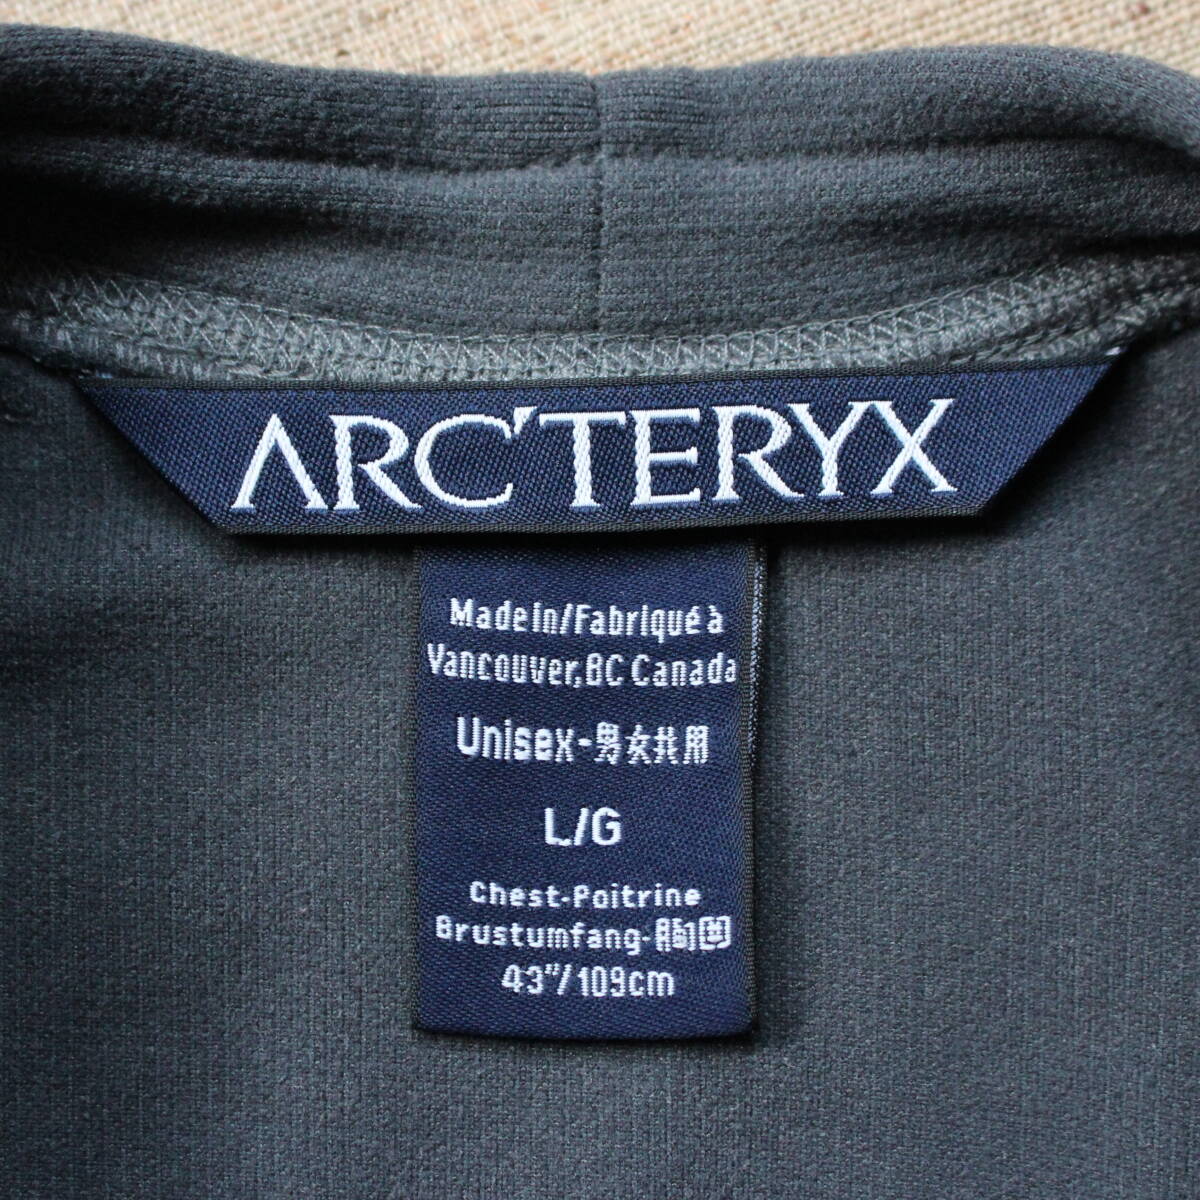 ARC'TERYX
Made in/Fabriqué à
Vancouver, BC Canada
Unisex-男女共用
L/G
Chest-Poitrine
Brustumfang-胸囲
43"/109cm